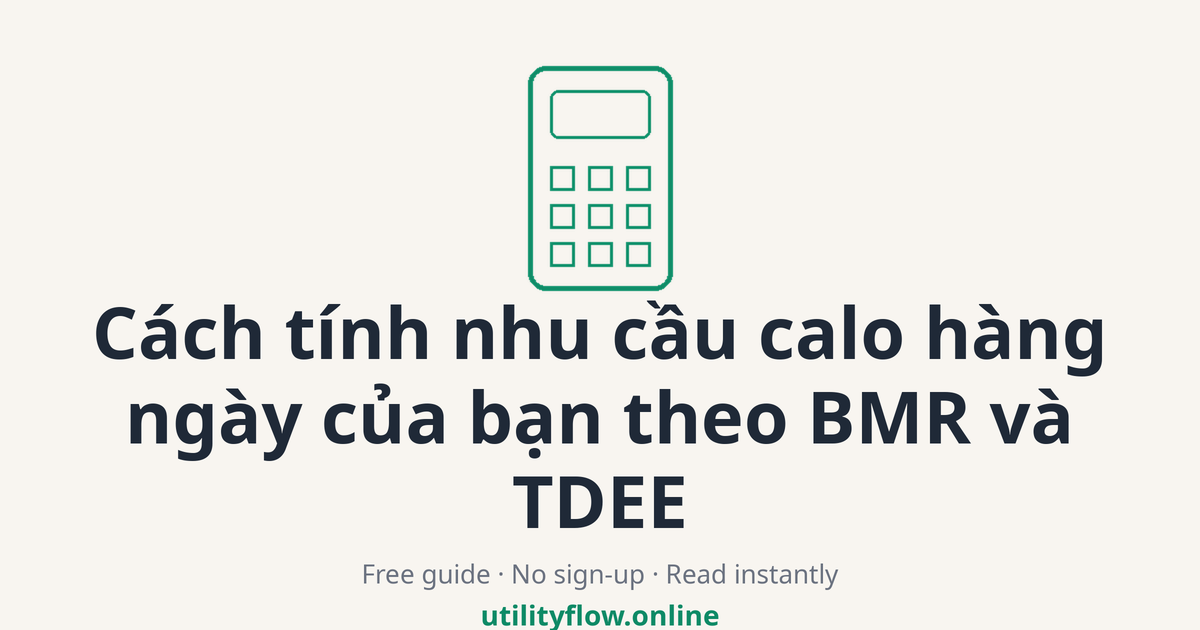 Cách tính nhu cầu calo hàng
ngày của bạn theo BMR và
TDEE
Free guide · No sign-up · Read instantly
utilityflow.online